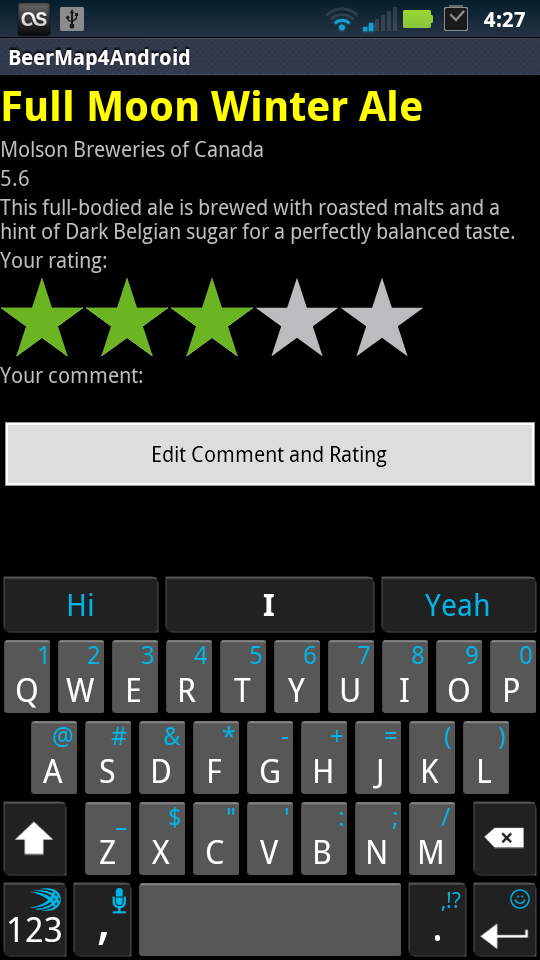 4:27
BeerMap4Android
Full Moon Winter Ale
Molson Breweries of Canada
5.6
This full-bodied ale is brewed with roasted malts and a
hint of Dark Belgian sugar for a perfectly balanced taste.
Your rating:
Your comment:
Edit Comment and Rating
Hi I Yeah
1 2 3 4 5 6 7 8 9 0
Q W E R T Y U I O P
@ # & * - + = ( )
A S D F G H J K L
_ $ " ' : ; /
Z X C V B N M
,!?
123 , .